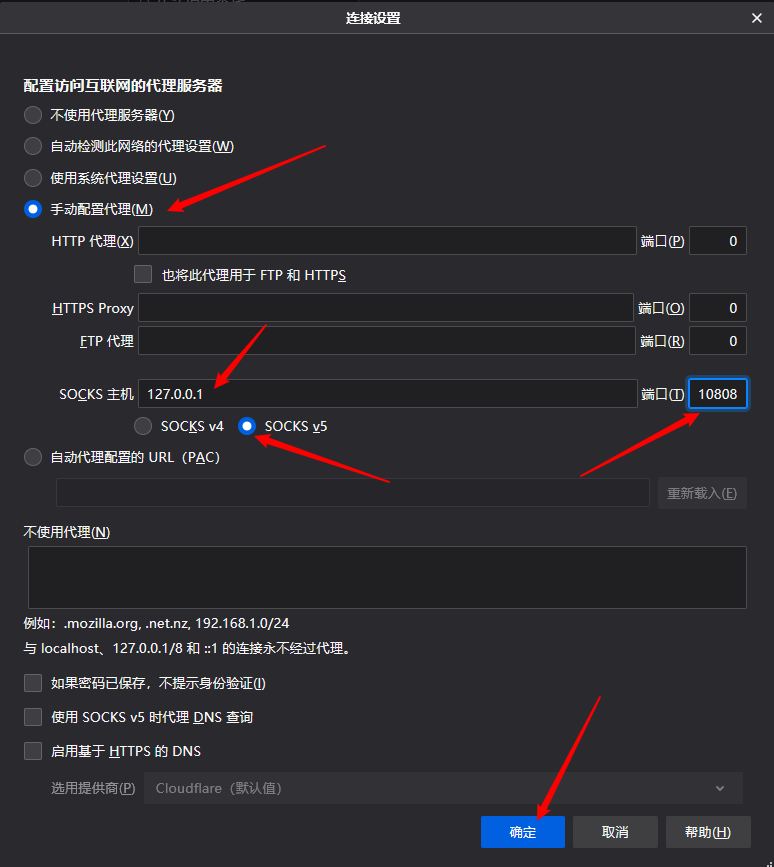 连接设置
配置访问互联网的代理服务器
不使用代理服务器(Y)
自动检测此网络的代理设置(W)
使用系统代理设置(U)
手动配置代理(M)
HTTP 代理(X) 端口(P) 0
也将此代理用于 FTP 和 HTTPS
HTTPS Proxy 端口(O) 0
FTP 代理 端口(R) 0
SOCKS 主机 127.0.0.1 端口(T) 10808
SOCKS v4 SOCKS v5
自动代理配置的 URL（PAC）
重新载入(E)
不使用代理(N)
例如：.mozilla.org, .net.nz, 192.168.1.0/24
与 localhost、127.0.0.1/8 和 ::1 的连接永不经过代理。
如果密码已保存，不提示身份验证(I)
使用 SOCKS v5 时代理 DNS 查询
启用基于 HTTPS 的 DNS
选用提供商(P) Cloudflare（默认值）
确定 取消 帮助(H)